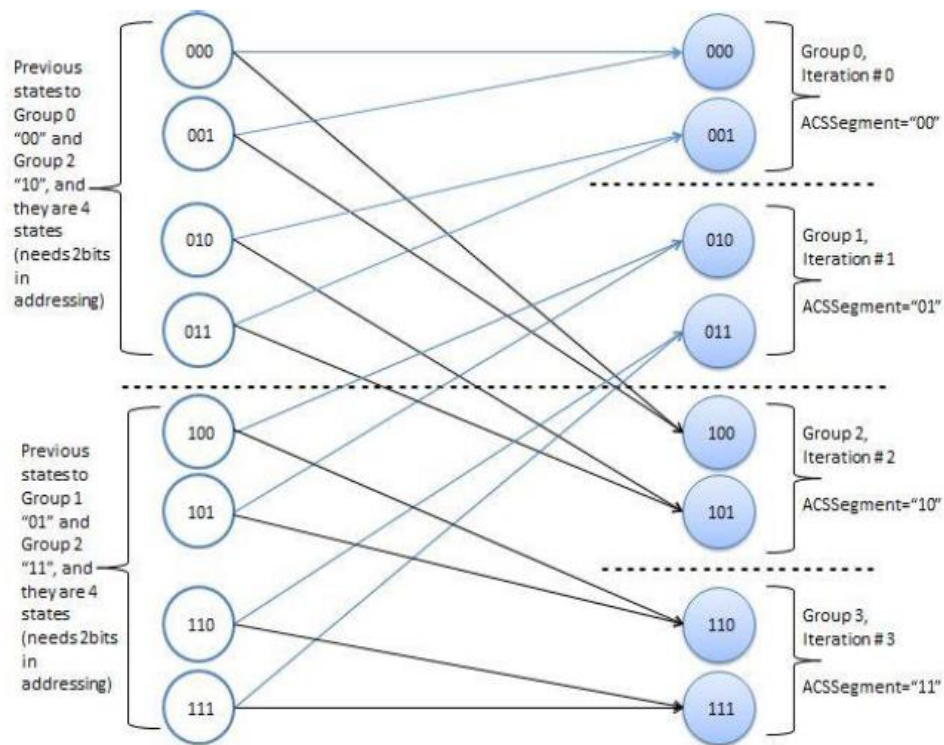 Previous
states to
Group 0
“00” and
Group 2
“10”, and
they are 4
states
(needs 2bits
in
addressing)
Previous
states to
Group 1
“01” and
Group 2
“11”, and
they are 4
states
(needs 2bits
in
addressing)
000
001
010
011
100
101
110
111
000
001
010
011
100
101
110
111
Group 0,
Iteration # 0
ACSSegment=“00”
Group 1,
Iteration # 1
ACSSegment=“01”
Group 2,
Iteration # 2
ACSSegment=“10”
Group 3,
Iteration # 3
ACSSegment=“11”